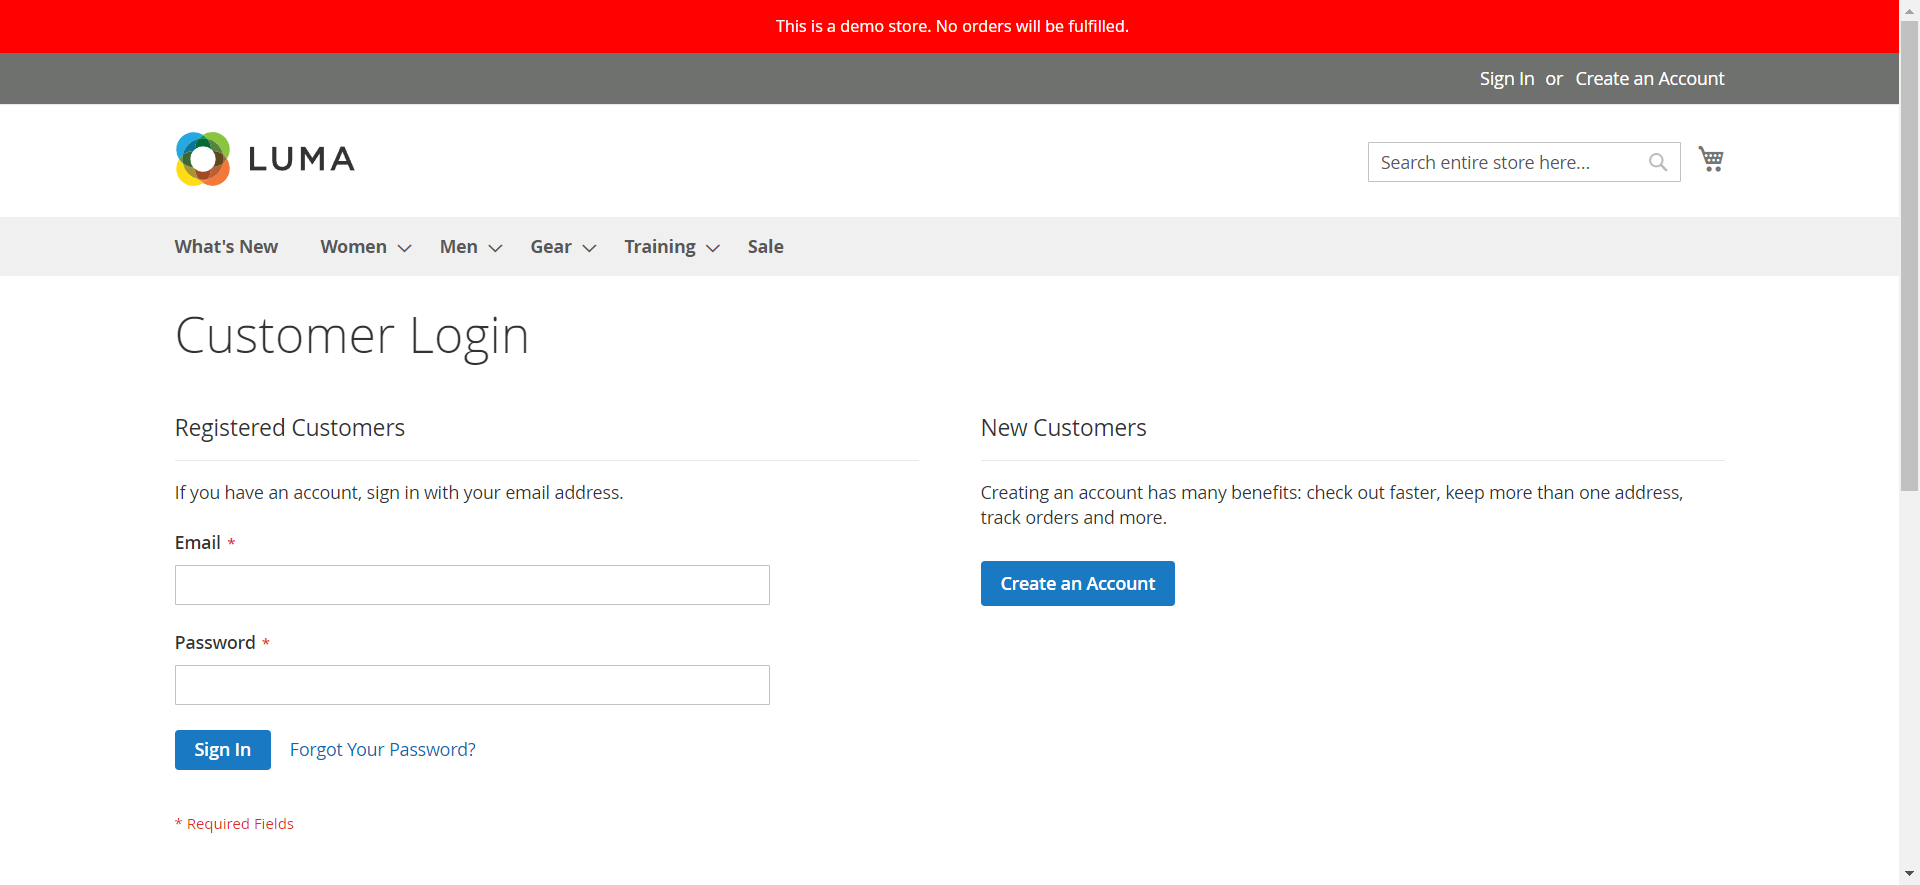 This is a demo store. No orders will be fulfilled.
Sign In or Create an Account
LUMA
Search entire store here...
What's New Women Men Gear Training Sale
Customer Login
Registered Customers
If you have an account, sign in with your email address.
Email *
Password *
Sign In Forgot Your Password?
* Required Fields
New Customers
Creating an account has many benefits: check out faster, keep more than one address,
track orders and more.
Create an Account